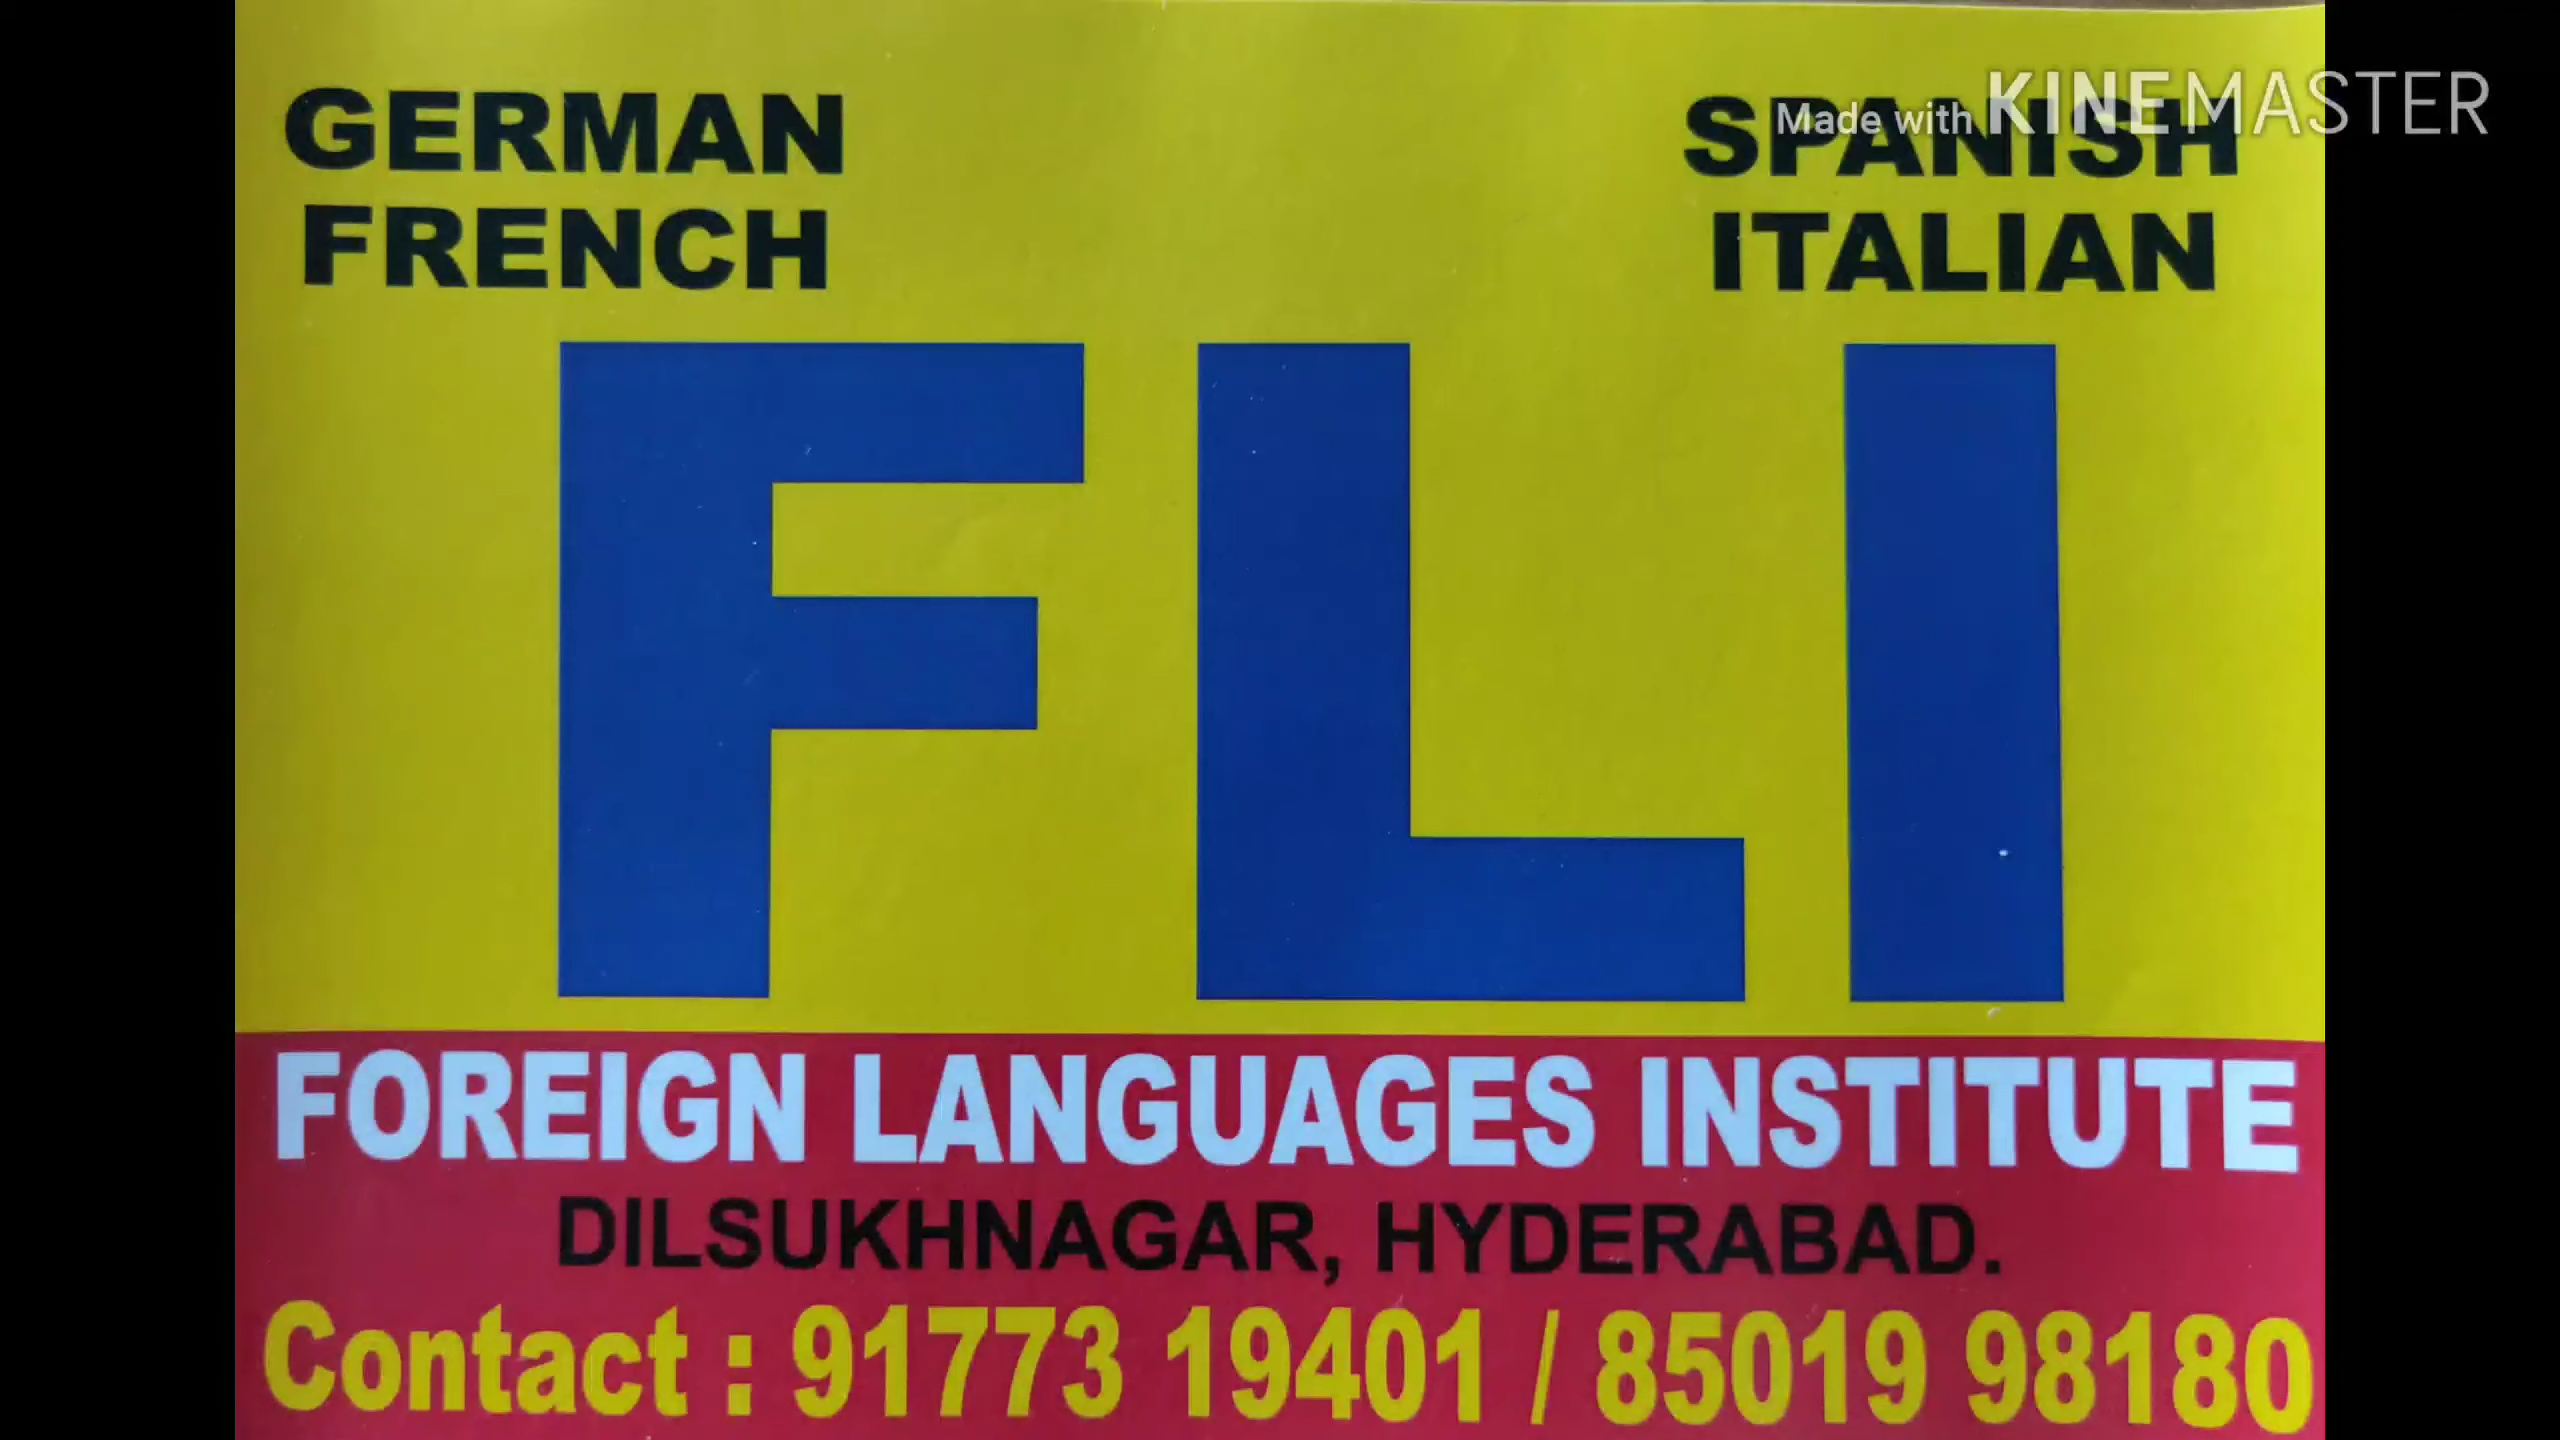 GERMAN
FRENCH
SPANISH
ITALIAN
Made with KINEMASTER
FLI
FOREIGN LANGUAGES INSTITUTE
DILSUKHNAGAR, HYDERABAD.
Contact : 91773 19401 / 85019 98180